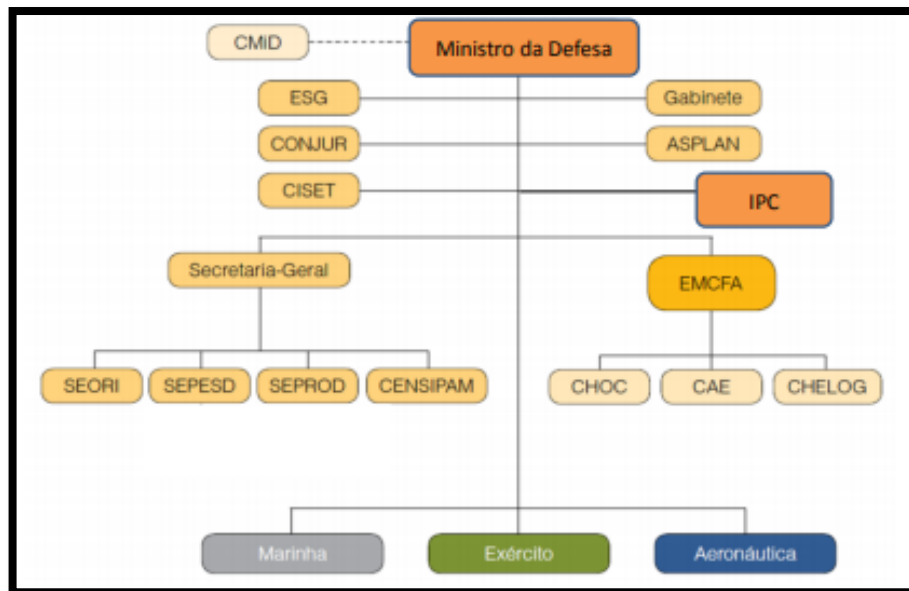 CMID
Ministro da Defesa
ESG
Gabinete
CONJUR
ASPLAN
CISET
IPC
Secretaria-Geral
EMCFA
SEORI
SEPESD
SEPROD
CENSIPAM
CHOC
CAE
CHELOG
Marinha
Exército
Aeronáutica